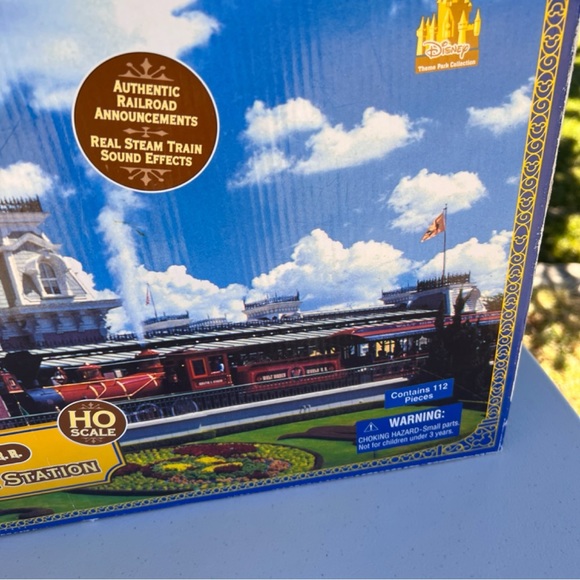 Disney
Theme Park Collection
AUTHENTIC
RAILROAD
ANNOUNCEMENTS
REAL STEAM TRAIN
SOUND EFFECTS
HO
SCALE
STATION
Contains 112
Pieces
WARNING:
CHOKING HAZARD-Small parts.
Not for children under 3 years.